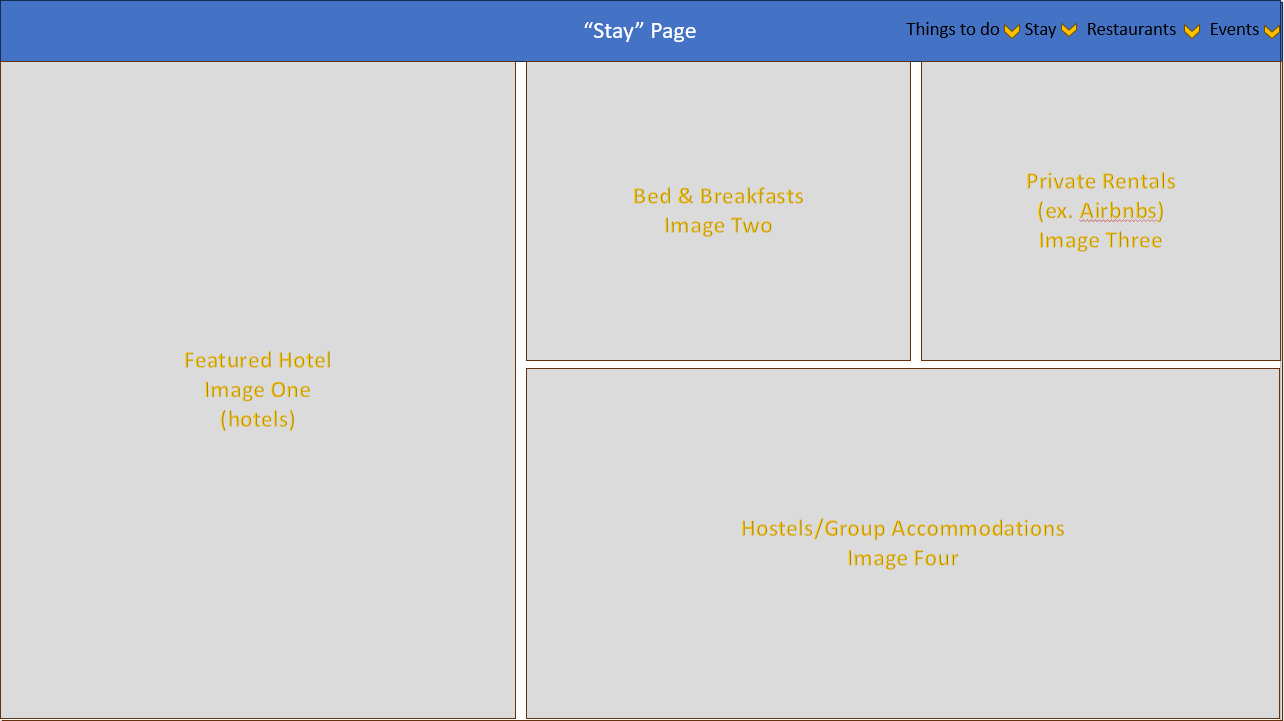 “Stay” Page
Things to do Stay Restaurants Events
Featured Hotel
Image One
(hotels)
Bed & Breakfasts
Image Two
Private Rentals
(ex. Airbnbs)
Image Three
Hostels/Group Accommodations
Image Four